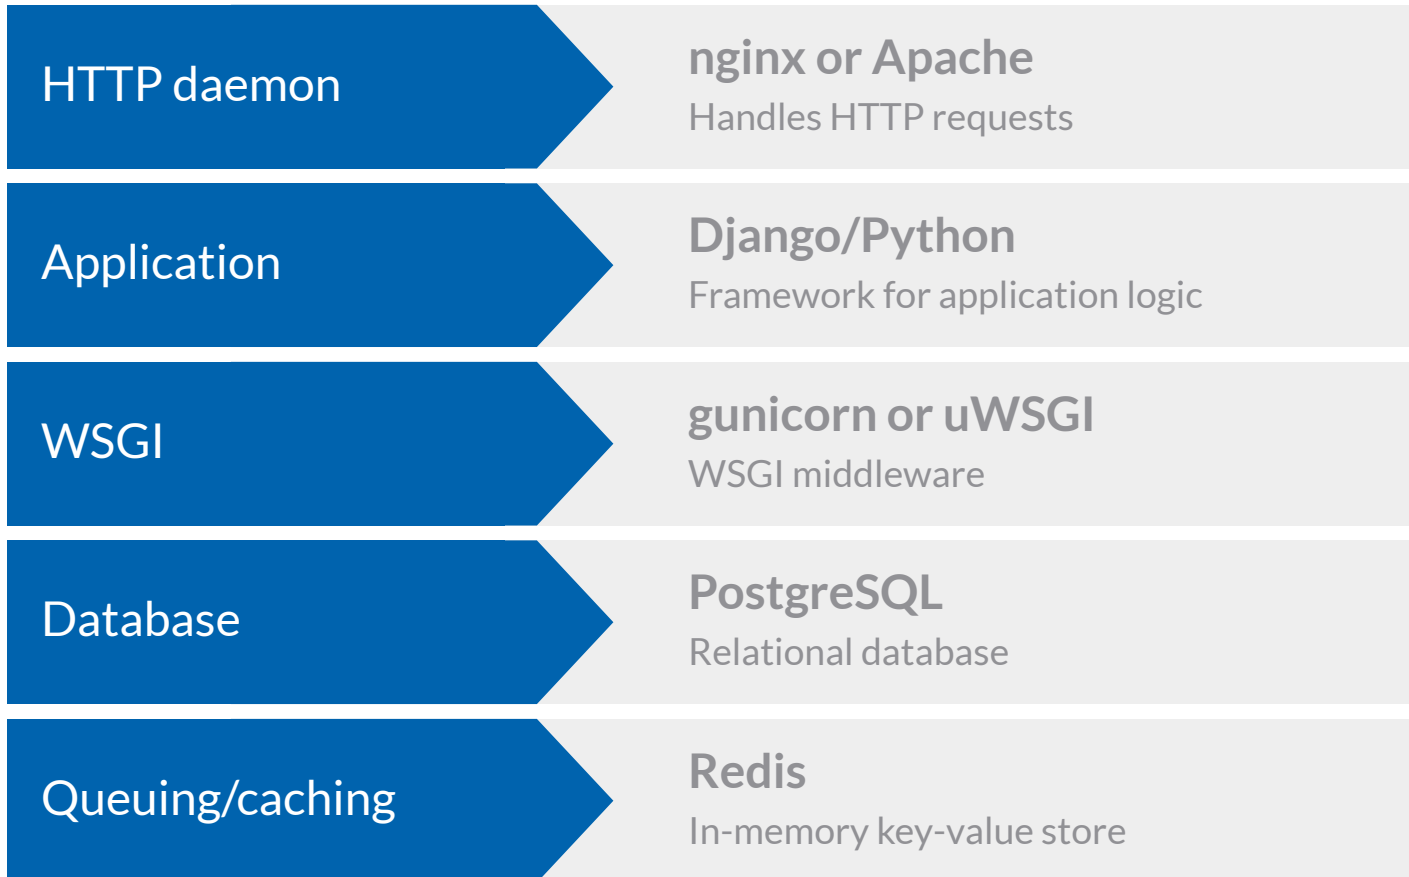 HTTP daemon
nginx or Apache
Handles HTTP requests
Application
Django/Python
Framework for application logic
WSGI
gunicorn or uWSGI
WSGI middleware
Database
PostgreSQL
Relational database
Queuing/caching
Redis
In-memory key-value store